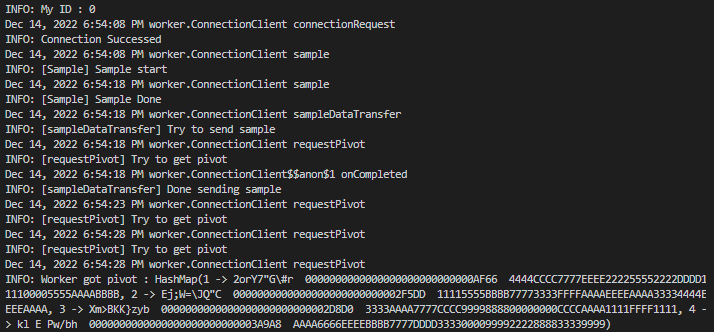 INFO: My ID : 0
Dec 14, 2022 6:54:08 PM worker.ConnectionClient connectionRequest
INFO: Connection Successed
Dec 14, 2022 6:54:08 PM worker.ConnectionClient sample
INFO: [Sample] Sample start
Dec 14, 2022 6:54:18 PM worker.ConnectionClient sample
INFO: [Sample] Sample Done
Dec 14, 2022 6:54:18 PM worker.ConnectionClient sampleDataTransfer
INFO: [sampleDataTransfer] Try to send sample
Dec 14, 2022 6:54:18 PM worker.ConnectionClient requestPivot
INFO: [requestPivot] Try to get pivot
Dec 14, 2022 6:54:18 PM worker.ConnectionClient$$anon$1 onCompleted
INFO: [sampleDataTransfer] Done sending sample
Dec 14, 2022 6:54:23 PM worker.ConnectionClient requestPivot
INFO: [requestPivot] Try to get pivot
Dec 14, 2022 6:54:28 PM worker.ConnectionClient requestPivot
INFO: [requestPivot] Try to get pivot
Dec 14, 2022 6:54:28 PM worker.ConnectionClient requestPivot
INFO: Worker got pivot : HashMap(1 -> 2orY7"G\#r 0000000000000000000000000000AF66 4444CCCC7777EEEE222255552222DDDD1
11100005555AAAABBBB, 2 -> Ej;W=\JQ"C 00000000000000000000000000002F5DD 11115555BBBB77773333FFFFAAAAEEEEAAAA33334444E
EEEAAAA, 3 -> Xm>BKK}zyb 0000000000000000000000000002D8D0 3333AAAA7777CCCC9999888800000000CCCCAAAA1111FFFF1111, 4 -
> kl E Pw/bh 0000000000000000000000000003A9A8 AAAA6666EEEEBBBB7777DDDD3333000099992222888833339999)